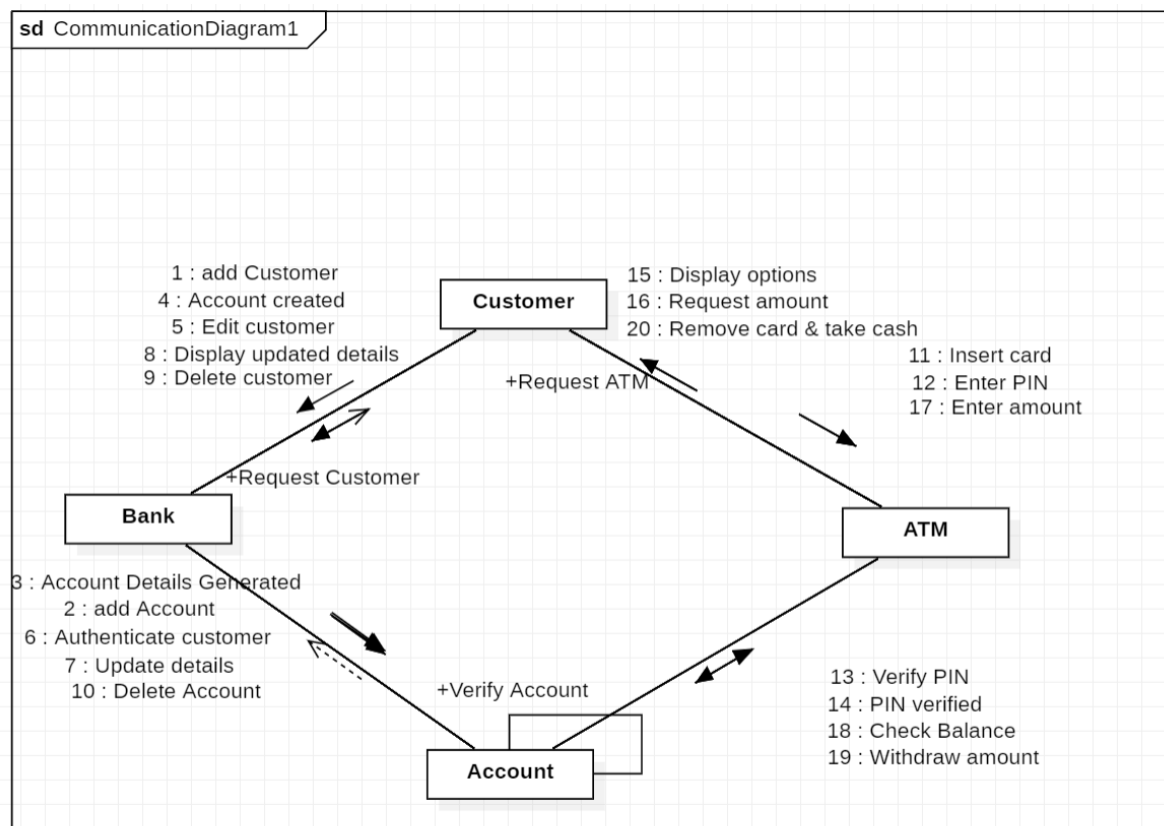 sd CommunicationDiagram1
1 : add Customer
4 : Account created
5 : Edit customer
8 : Display updated details
9 : Delete customer
Customer
15 : Display options
16 : Request amount
20 : Remove card & take cash
11 : Insert card
12 : Enter PIN
17 : Enter amount
+Request ATM
+Request Customer
Bank
ATM
3 : Account Details Generated
2 : add Account
6 : Authenticate customer
7 : Update details
10 : Delete Account
+Verify Account
13 : Verify PIN
14 : PIN verified
18 : Check Balance
19 : Withdraw amount
Account